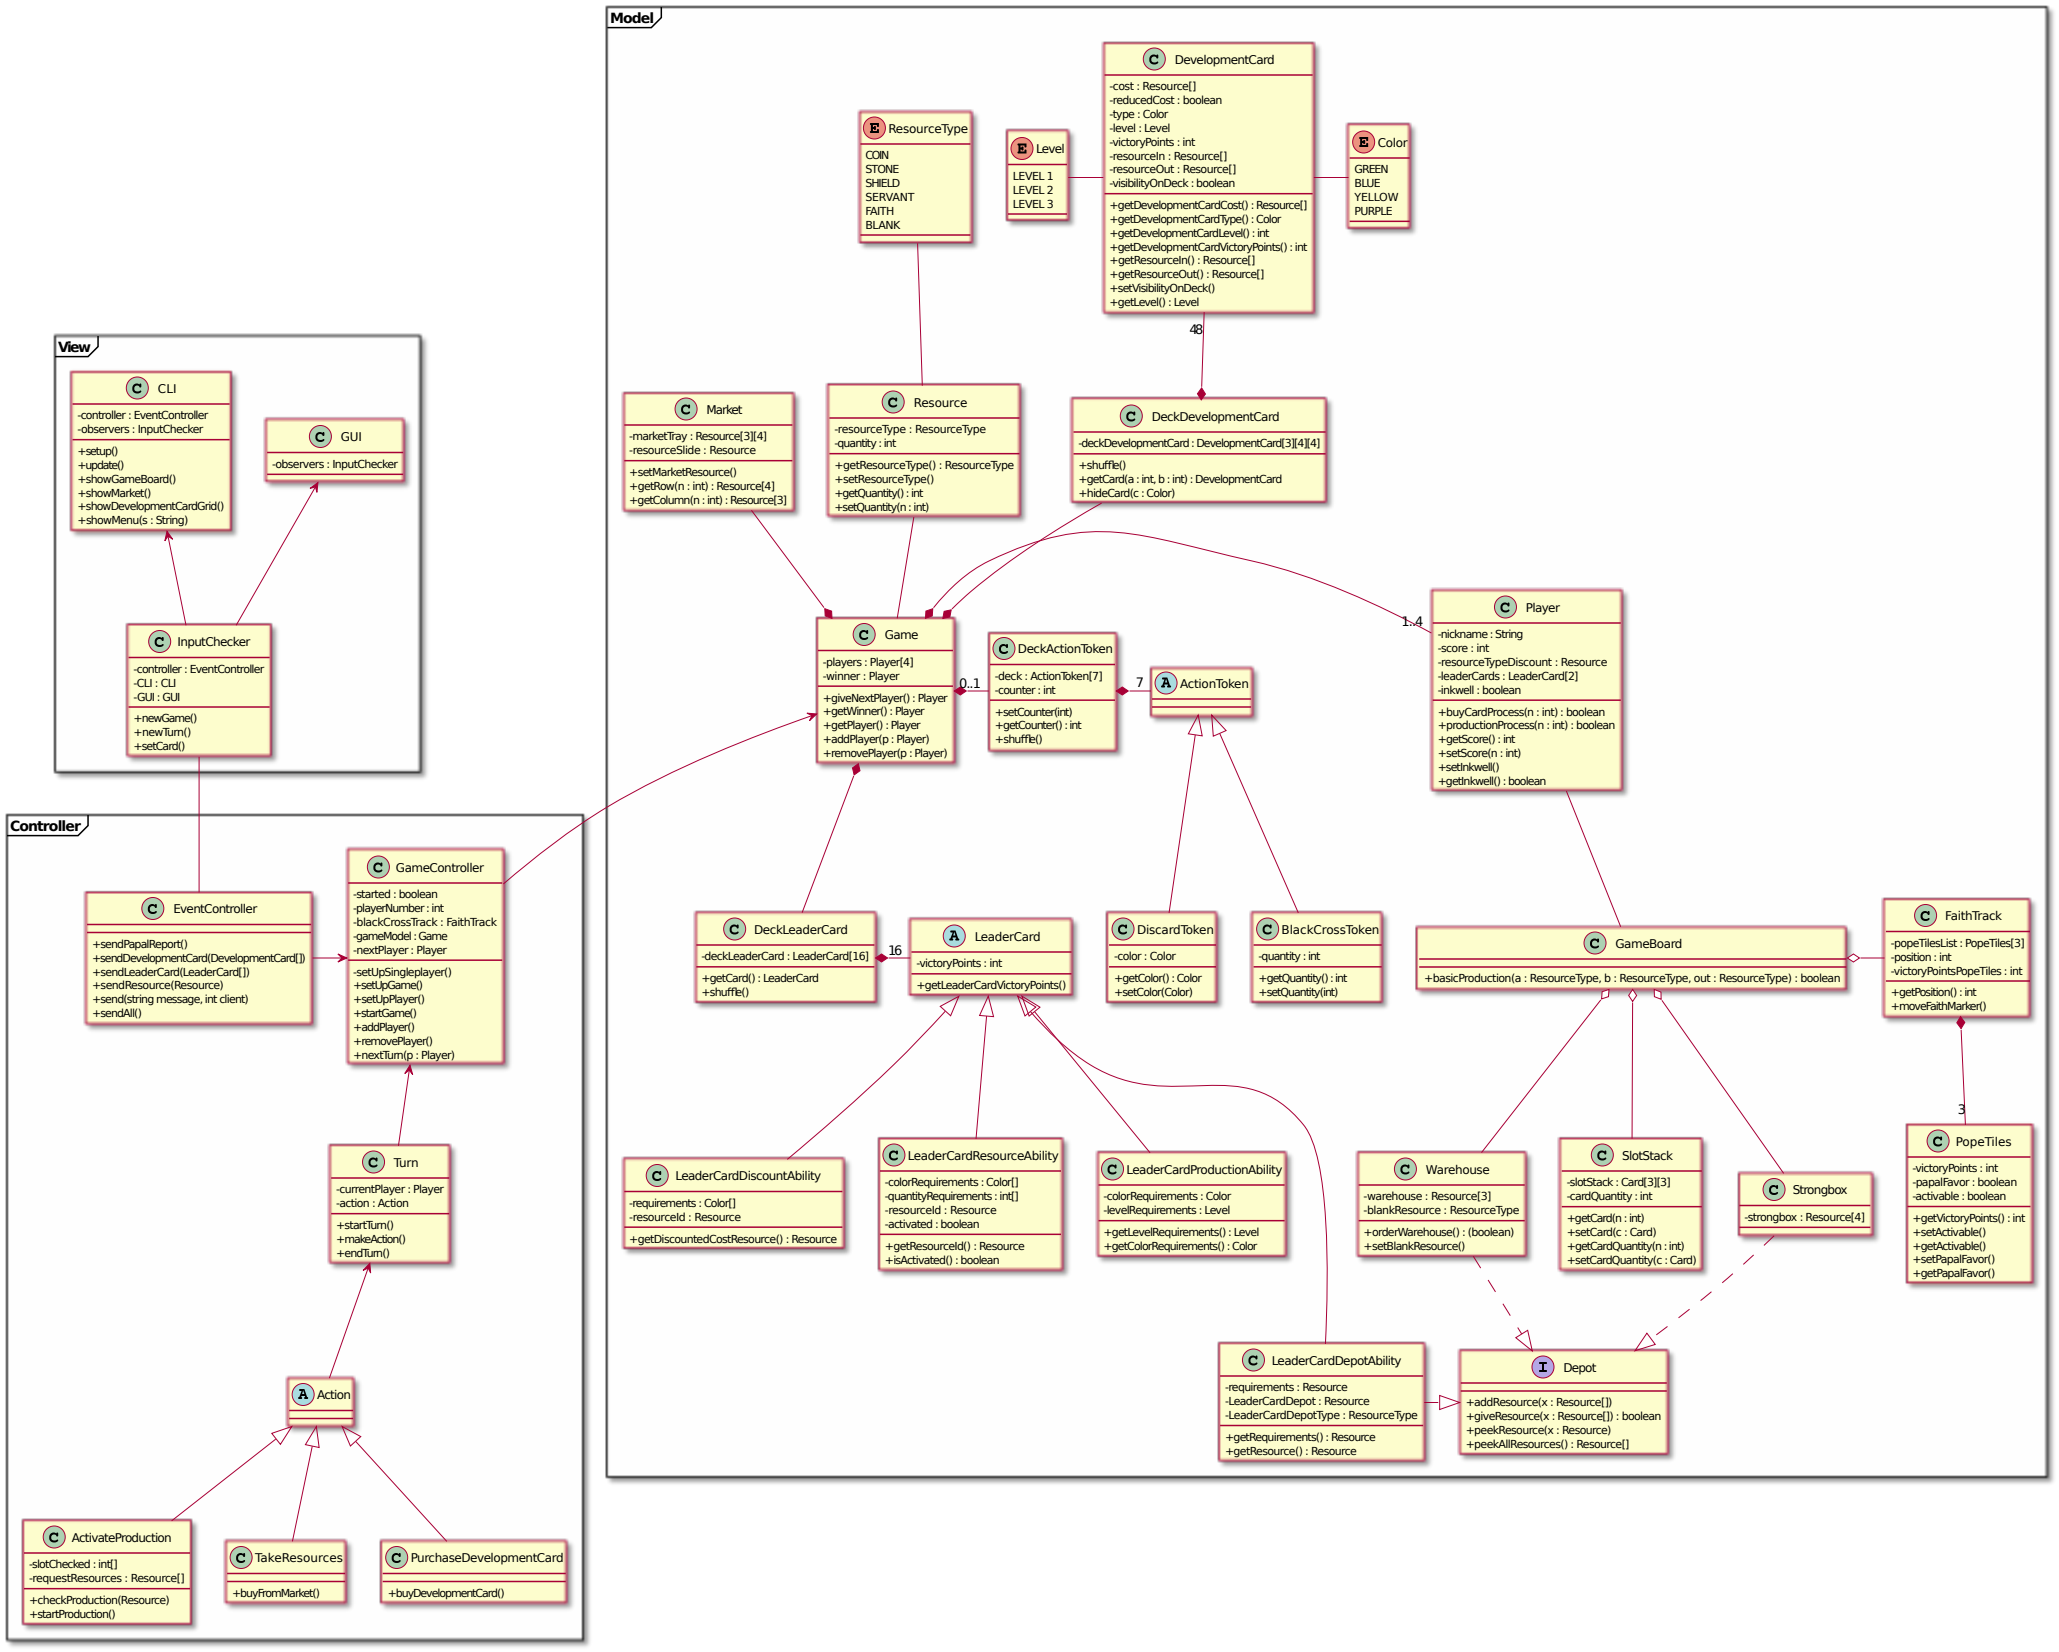 Model
C DevelopmentCard
-cost : Resource[]
-reducedCost : boolean
-type : Color
-level : Level
-victoryPoints : int
-resourceIn : Resource[]
-resourceOut : Resource[]
-visibilityOnDeck : boolean
+getDevelopmentCardCost() : Resource[]
+getDevelopmentCardType() : Color
+getDevelopmentCardLevel() : int
+getDevelopmentCardVictoryPoints() : int
+getResourceIn() : Resource[]
+getResourceOut() : Resource[]
+setVisibilityOnDeck()
+getLevel() : Level
E ResourceType
COIN
STONE
SHIELD
SERVANT
FAITH
BLANK
E Level
LEVEL 1
LEVEL 2
LEVEL 3
E Color
GREEN
BLUE
YELLOW
PURPLE
48
View
C CLI
-controller : EventController
-observers : InputChecker
+setup()
+update()
+showGameBoard()
+showMarket()
+showDevelopmentCardGrid()
+showMenu(s : String)
C GUI
-observers : InputChecker
C Market
-marketTray : Resource[3][4]
-resourceSlide : Resource
+setMarketResource()
+getRow(n : int) : Resource[4]
+getColumn(n : int) : Resource[3]
C Resource
-resourceType : ResourceType
-quantity : int
+getResourceType() : ResourceType
+setResourceType()
+getQuantity() : int
+setQuantity(n : int)
C DeckDevelopmentCard
-deckDevelopmentCard : DevelopmentCard[3][4][4]
+shuffle()
+getCard(a : int, b : int) : DevelopmentCard
+hideCard(c : Color)
C InputChecker
-controller : EventController
-CLI : CLI
-GUI : GUI
+newGame()
+newTurn()
+setCard()
C Game
-players : Player[4]
-winner : Player
+giveNextPlayer() : Player
+getWinner() : Player
+getPlayer() : Player
+addPlayer(p : Player)
+removePlayer(p : Player)
0..1
C DeckActionToken
-deck : ActionToken[7]
-counter : int
+setCounter(int)
+getCounter() : int
+shuffle()
7
A ActionToken
1..4
C Player
-nickname : String
-score : int
-resourceTypeDiscount : Resource
-leaderCards : LeaderCard[2]
-inkwell : boolean
+buyCardProcess(n : int) : boolean
+productionProcess(n : int) : boolean
+getScore() : int
+setScore(n : int)
+setInkwell()
+getInkwell() : boolean
Controller
C EventController
+sendPapalReport()
+sendDevelopmentCard(DevelopmentCard[])
+sendLeaderCard(LeaderCard[])
+sendResource(Resource)
+send(string message, int client)
+sendAll()
C GameController
-started : boolean
-playerNumber : int
-blackCrossTrack : FaithTrack
-gameModel : Game
-nextPlayer : Player
-setUpSingleplayer()
+setUpGame()
+setUpPlayer()
+startGame()
+addPlayer()
+removePlayer()
+nextTurn(p : Player)
C DeckLeaderCard
-deckLeaderCard : LeaderCard[16]
+getCard() : LeaderCard
+shuffle()
16
A LeaderCard
-victoryPoints : int
+getLeaderCardVictoryPoints()
C DiscardToken
-color : Color
+getColor() : Color
+setColor(Color)
C BlackCrossToken
-quantity : int
+getQuantity() : int
+setQuantity(int)
C GameBoard
+basicProduction(a : ResourceType, b : ResourceType, out : ResourceType) : boolean
C FaithTrack
-popeTilesList : PopeTiles[3]
-position : int
-victoryPointsPopeTiles : int
+getPosition() : int
+moveFaithMarker()
3
C Turn
-currentPlayer : Player
-action : Action
+startTurn()
+makeAction()
+endTurn()
C LeaderCardDiscountAbility
-requirements : Color[]
-resourceId : Resource
+getDiscountedCostResource() : Resource
C LeaderCardResourceAbility
-colorRequirements : Color[]
-quantityRequirements : int[]
-resourceId : Resource
-activated : boolean
+getResourceId() : Resource
+isActivated() : boolean
C LeaderCardProductionAbility
-colorRequirements : Color
-levelRequirements : Level
+getLevelRequirements() : Level
+getColorRequirements() : Color
C Warehouse
-warehouse : Resource[3]
-blankResource : ResourceType
+orderWarehouse() : (boolean)
+setBlankResource()
C SlotStack
-slotStack : Card[3][3]
-cardQuantity : int
+getCard(n : int)
+setCard(c : Card)
+getCardQuantity(n : int)
+setCardQuantity(c : Card)
C Strongbox
-strongbox : Resource[4]
C PopeTiles
-victoryPoints : int
-papalFavor : boolean
-activable : boolean
+getVictoryPoints() : int
+setActivable()
+getActivable()
+setPapalFavor()
+getPapalFavor()
A Action
C LeaderCardDepotAbility
-requirements : Resource
-LeaderCardDepot : Resource
-LeaderCardDepotType : ResourceType
+getRequirements() : Resource
+getResource() : Resource
I Depot
+addResource(x : Resource[])
+giveResource(x : Resource[]) : boolean
+peekResource(x : Resource)
+peekAllResources() : Resource[]
C ActivateProduction
-slotChecked : int[]
-requestResources : Resource[]
+checkProduction(Resource)
+startProduction()
C TakeResources
+buyFromMarket()
C PurchaseDevelopmentCard
+buyDevelopmentCard()